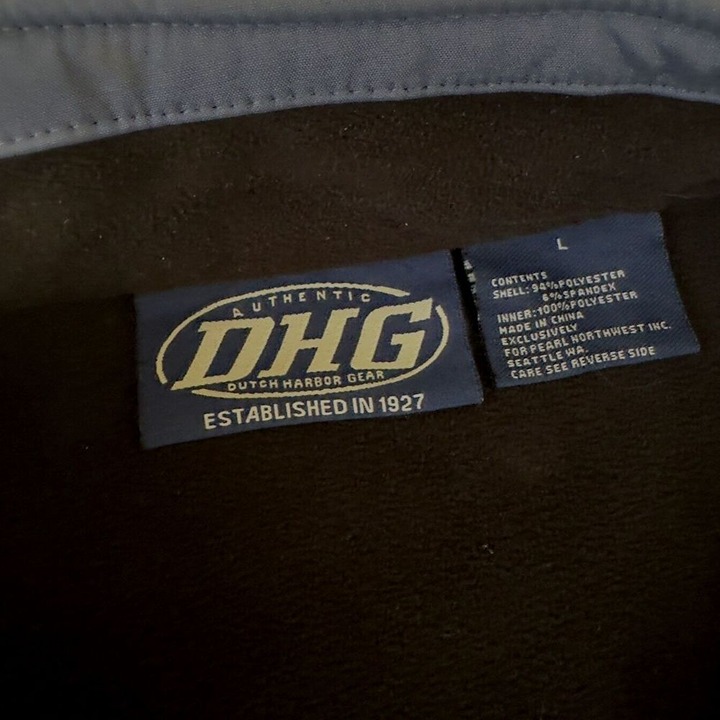 AUTHENTIC
DHG
DUTCH HARBOR GEAR
ESTABLISHED IN 1927
L
CONTENTS
SHELL: 94%POLYESTER
6%SPANDEX
INNER:100%POLYESTER
MADE IN CHINA
EXCLUSIVELY
FOR PEARL NORTHWEST INC.
SEATTLE WA.
CARE SEE REVERSE SIDE